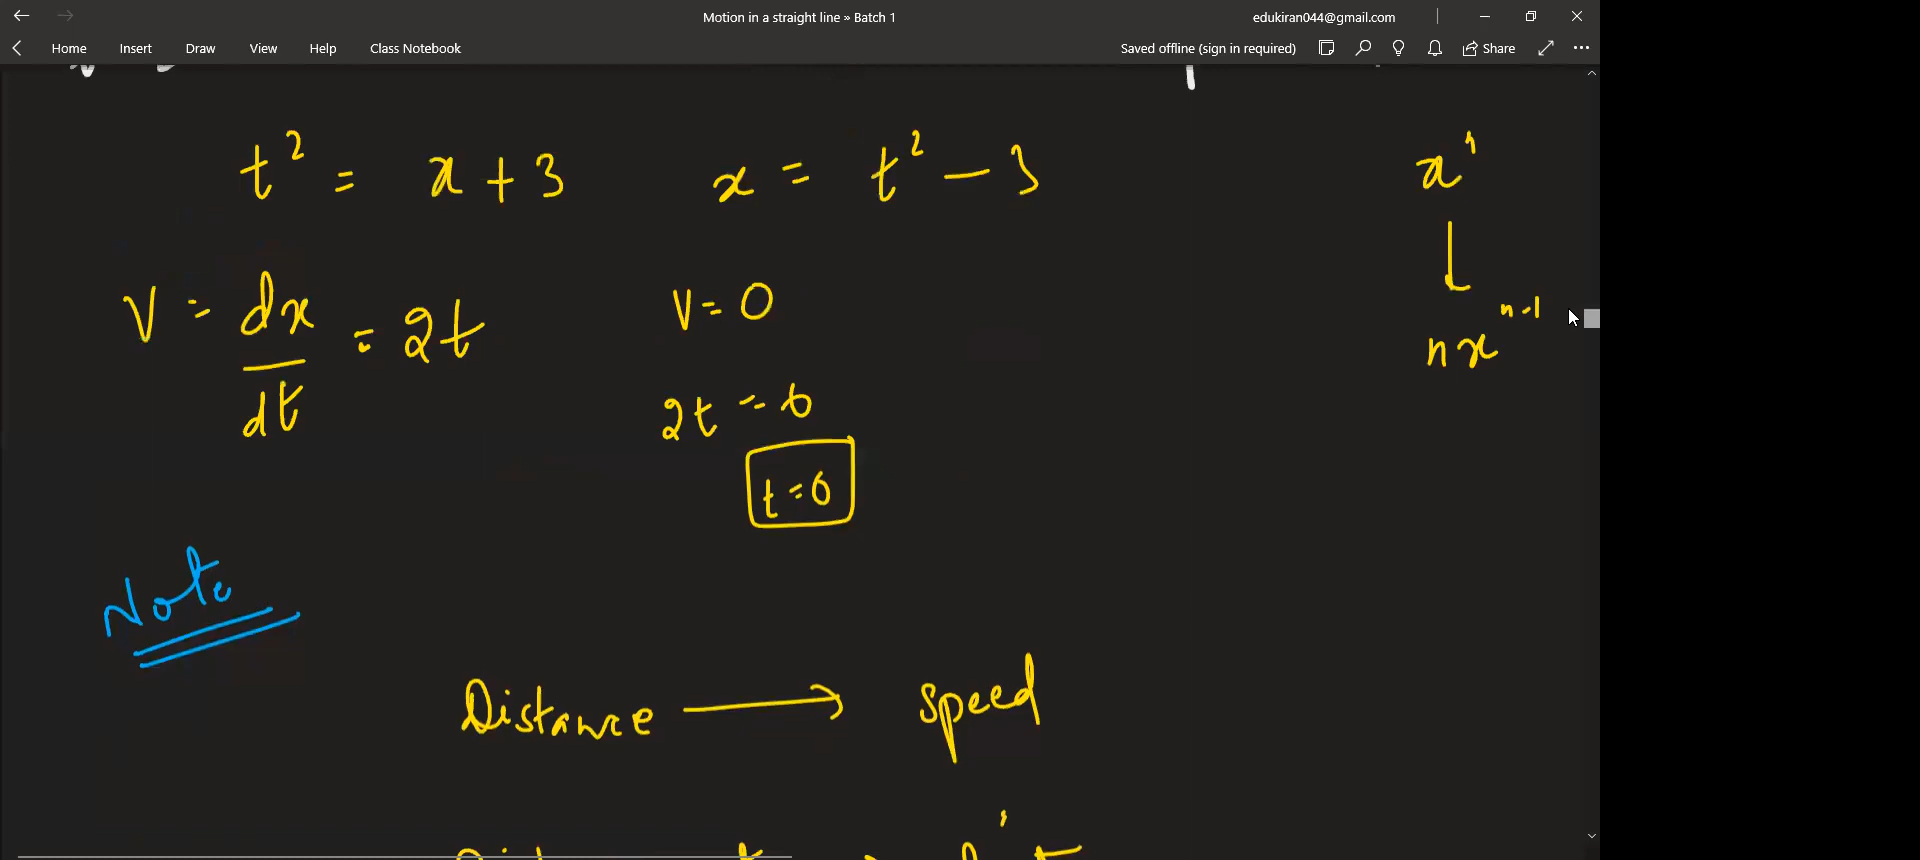 Motion in a straight line » Batch 1 edukiran044@gmail.com
Home Insert Draw View Help Class Notebook Saved offline (sign in required) Share
t² = x + 3 x = t² - 3
V = dx/dt = 2t
V = 0
2t = 0
t = 0
x¹
nx^(n-1)
Note
Distance → Speed